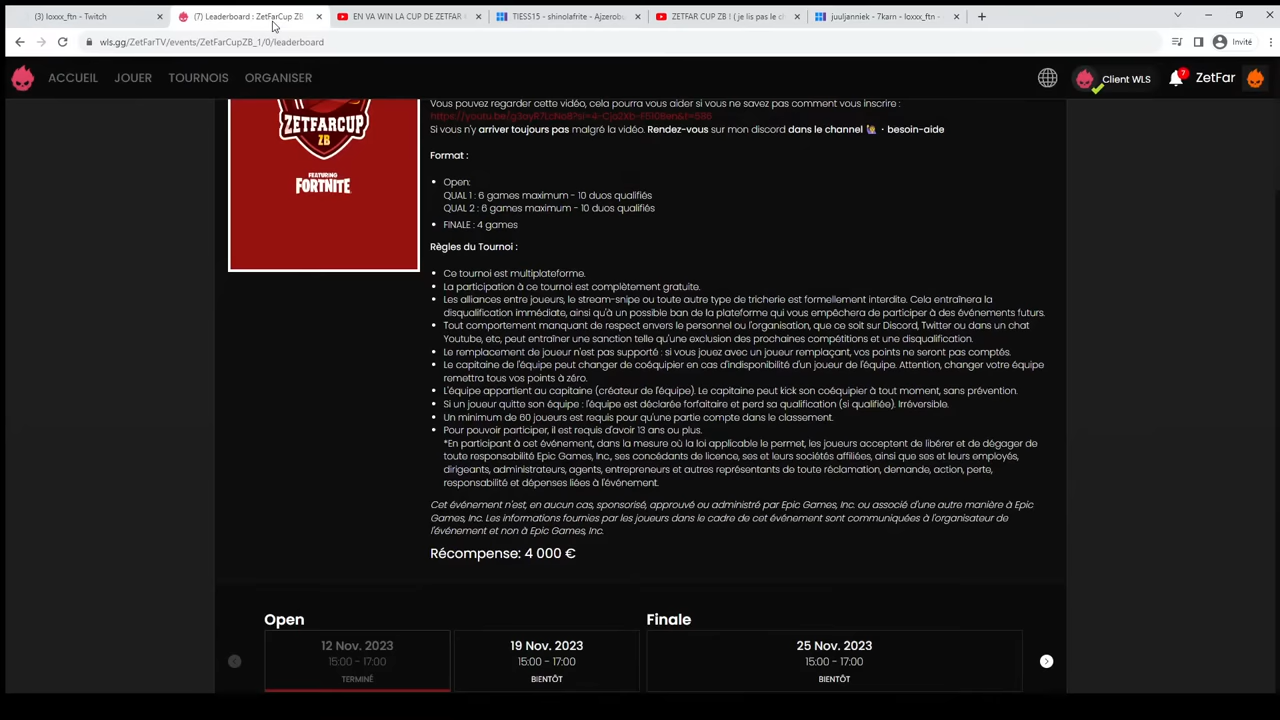 (3) loxxx_ftn - Twitch
(7) Leaderboard : ZetFarCup ZB
EN VA WIN LA CUP DE ZETFAR
TIESS15 - shinolafrite - Ajzerobu
ZETFAR CUP ZB ! ( je lis pas le c
juuljanniek - 7karn - loxxx_ftn -
wls.gg/ZetFarTV/events/ZetFarCupZB_1/0/leaderboard
Invité
ACCUEIL JOUER TOURNOIS ORGANISER
Client WLS
7
ZetFar
ZETFARCUP
ZB
FEATURING
FORTNITE
Vous pouvez regarder cette vidéo, cela pourra vous aider si vous ne savez pas comment vous inscrire :
Si vous n'y arriver toujours pas malgré la vidéo. Rendez-vous sur mon discord dans le channel 🙋 · besoin-aide
Format :
Open:
QUAL 1 : 6 games maximum - 10 duos qualifiés
QUAL 2 : 6 games maximum - 10 duos qualifiés
FINALE : 4 games
Règles du Tournoi :
Ce tournoi est multiplateforme.
La participation à ce tournoi est complètement gratuite.
Les alliances entre joueurs, le stream-snipe ou toute autre type de tricherie est formellement interdite. Cela entraînera la
disqualification immédiate, ainsi qu'à un possible ban de la plateforme qui vous empêchera de participer à des événements futurs.
Tout comportement manquant de respect envers le personnel ou l'organisation, que ce soit sur Discord, Twitter ou dans un chat
Youtube, etc, peut entraîner une sanction telle qu'une exclusion des prochaines compétitions et une disqualification.
Le remplacement de joueur n'est pas supporté : si vous jouez avec un joueur remplaçant, vos points ne seront pas comptés.
Le capitaine de l'équipe peut changer de coéquipier en cas d'indisponibilité d'un joueur de l'équipe. Attention, changer votre équipe
remettra tous vos points à zéro.
L'équipe appartient au capitaine (créateur de l'équipe). Le capitaine peut kick son coéquipier à tout moment, sans prévention.
Si un joueur quitte son équipe : l'équipe est déclarée forfaitaire et perd sa qualification (si qualifiée). Irréversible.
Un minimum de 60 joueurs est requis pour qu'une partie compte dans le classement.
Pour pouvoir participer, il est requis d'avoir 13 ans ou plus.
*En participant à cet événement, dans la mesure où la loi applicable le permet, les joueurs acceptent de libérer et de dégager de
toute responsabilité Epic Games, Inc., ses concédants de licence, ses et leurs sociétés affiliées, ainsi que ses et leurs employés,
dirigeants, administrateurs, agents, entrepreneurs et autres représentants de toute réclamation, demande, action, perte,
responsabilité et dépenses liées à l'événement.
Cet événement n'est, en aucun cas, sponsorisé, approuvé ou administré par Epic Games, Inc. ou associé d'une autre manière à Epic
Games, Inc. Les informations fournies par les joueurs dans le cadre de cet événement sont communiquées à l'organisateur de
l'événement et non à Epic Games, Inc.
Récompense: 4 000 €
Open
Finale
12 Nov. 2023
15:00 - 17:00
TERMINÉ
19 Nov. 2023
15:00 - 17:00
BIENTÔT
25 Nov. 2023
15:00 - 17:00
BIENTÔT